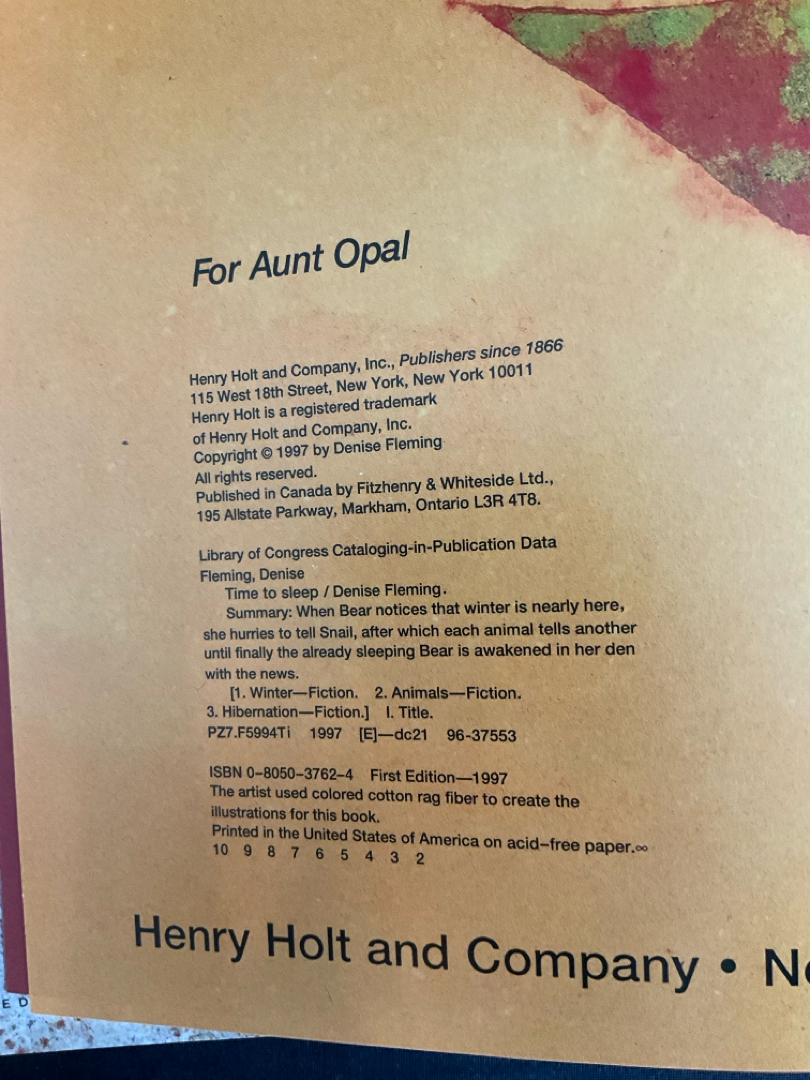 For Aunt Opal
Henry Holt and Company, Inc., Publishers since 1866
115 West 18th Street, New York, New York 10011
Henry Holt is a registered trademark
of Henry Holt and Company, Inc.
Copyright © 1997 by Denise Fleming
All rights reserved.
Published in Canada by Fitzhenry & Whiteside Ltd.,
195 Allstate Parkway, Markham, Ontario L3R 4T8.
Library of Congress Cataloging-in-Publication Data
Fleming, Denise
Time to sleep / Denise Fleming.
Summary: When Bear notices that winter is nearly here,
she hurries to tell Snail, after which each animal tells another
until finally the already sleeping Bear is awakened in her den
with the news.
[1. Winter—Fiction. 2. Animals—Fiction.
3. Hibernation—Fiction.] I. Title.
PZ7.F5994Ti 1997 [E]—dc21 96-37553
ISBN 0-8050-3762-4 First Edition—1997
The artist used colored cotton rag fiber to create the
illustrations for this book.
Printed in the United States of America on acid-free paper.∞
10 9 8 7 6 5 4 3 2
Henry Holt and Company •